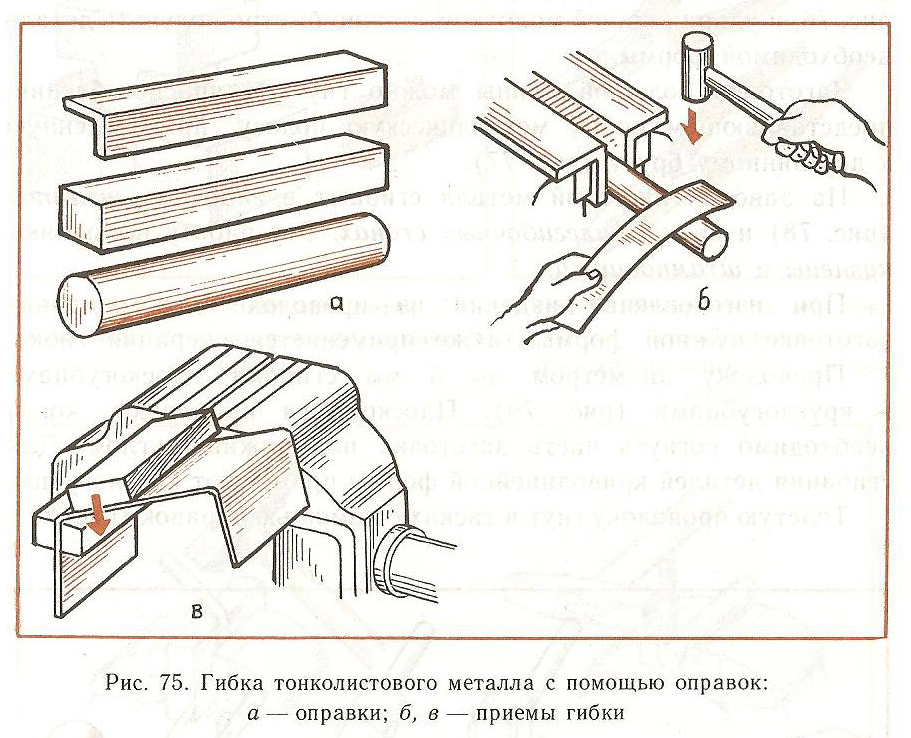 а
б
в
Рис. 75. Гибка тонколистового металла с помощью оправок:
а — оправки; б, в — приемы гибки